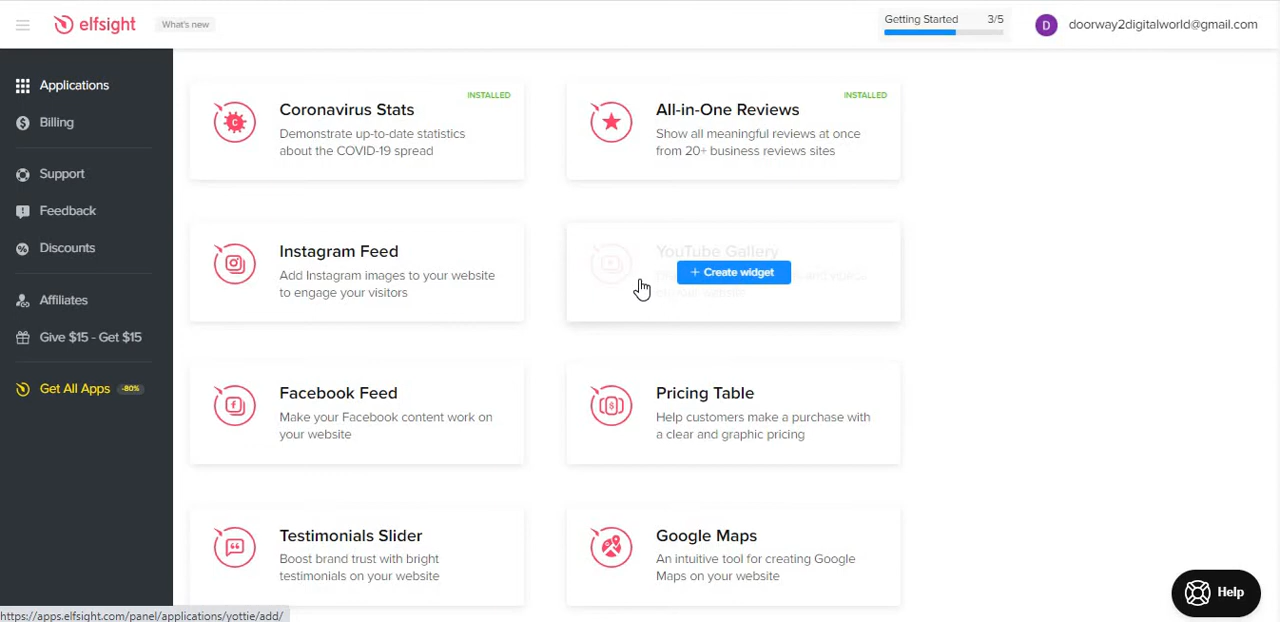 elfsight
What's new
Getting Started 3/5
D
doorway2digitalworld@gmail.com
Applications
Billing
Support
Feedback
Discounts
Affiliates
Give $15 - Get $15
Get All Apps -80%
INSTALLED
Coronavirus Stats
Demonstrate up-to-date statistics
about the COVID-19 spread
INSTALLED
All-in-One Reviews
Show all meaningful reviews at once
from 20+ business reviews sites
Instagram Feed
Add Instagram images to your website
to engage your visitors
YouTube Gallery
+ Create widget
Facebook Feed
Make your Facebook content work on
your website
Pricing Table
Help customers make a purchase with
a clear and graphic pricing
Testimonials Slider
Boost brand trust with bright
testimonials on your website
Google Maps
An intuitive tool for creating Google
Maps on your website
Help
https://apps.elfsight.com/panel/applications/yottie/add/